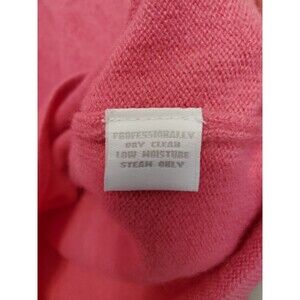 PROFESSIONALLY
DRY CLEAN
LOW MOISTURE
STEAM ONLY